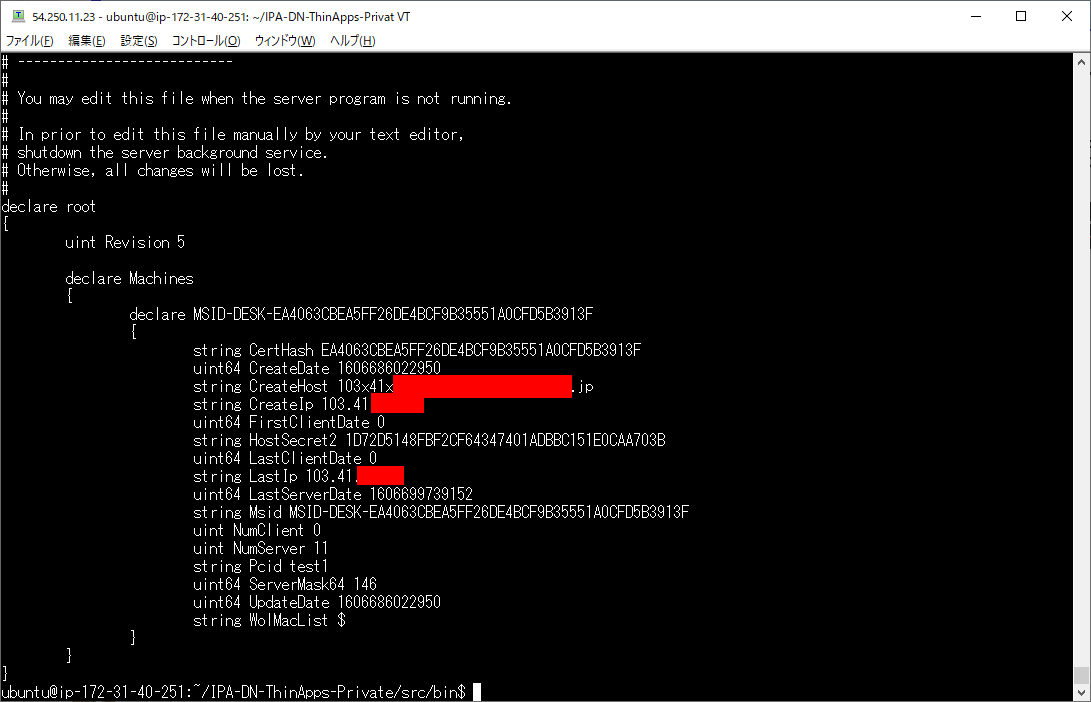 54.250.11.23 - ubuntu@ip-172-31-40-251: ~/IPA-DN-ThinApps-Privat VT
ファイル(F) 編集(E) 設定(S) コントロール(O) ウィンドウ(W) ヘルプ(H)
# ---------------------------
#
# You may edit this file when the server program is not running.
#
# In prior to edit this file manually by your text editor,
# shutdown the server background service.
# Otherwise, all changes will be lost.
#
declare root
{
uint Revision 5
declare Machines
{
declare MSID-DESK-EA4063CBEA5FF26DE4BCF9B35551A0CFD5B3913F
{
string CertHash EA4063CBEA5FF26DE4BCF9B35551A0CFD5B3913F
uint64 CreateDate 1606686022950
string CreateHost 103x41x .jp
string CreateIp 103.41
uint64 FirstClientDate 0
string HostSecret2 1D72D5148FBF2CF64347401ADBBC151E0CAA703B
uint64 LastClientDate 0
string LastIp 103.41.
uint64 LastServerDate 1606699739152
string Msid MSID-DESK-EA4063CBEA5FF26DE4BCF9B35551A0CFD5B3913F
uint NumClient 0
uint NumServer 11
string Pcid test1
uint64 ServerMask64 146
uint64 UpdateDate 1606686022950
string WolMacList $
}
}
}
ubuntu@ip-172-31-40-251:~/IPA-DN-ThinApps-Private/src/bin$